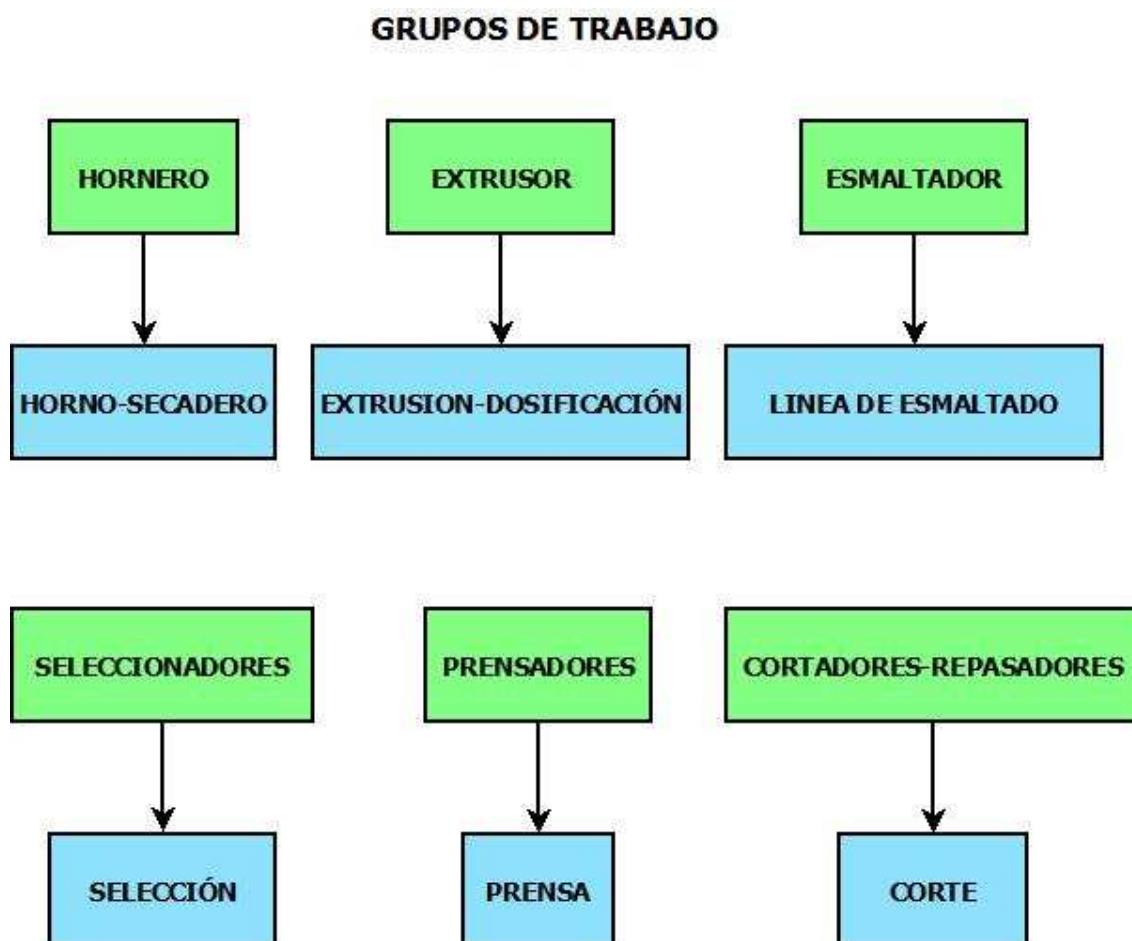 GRUPOS DE TRABAJO
HORNERO
EXTRUSOR
ESMALTADOR
HORNO-SECADERO
EXTRUSION-DOSIFICACIÓN
LINEA DE ESMALTADO
SELECCIONADORES
PRENSADORES
CORTADORES-REPASADORES
SELECCIÓN
PRENSA
CORTE